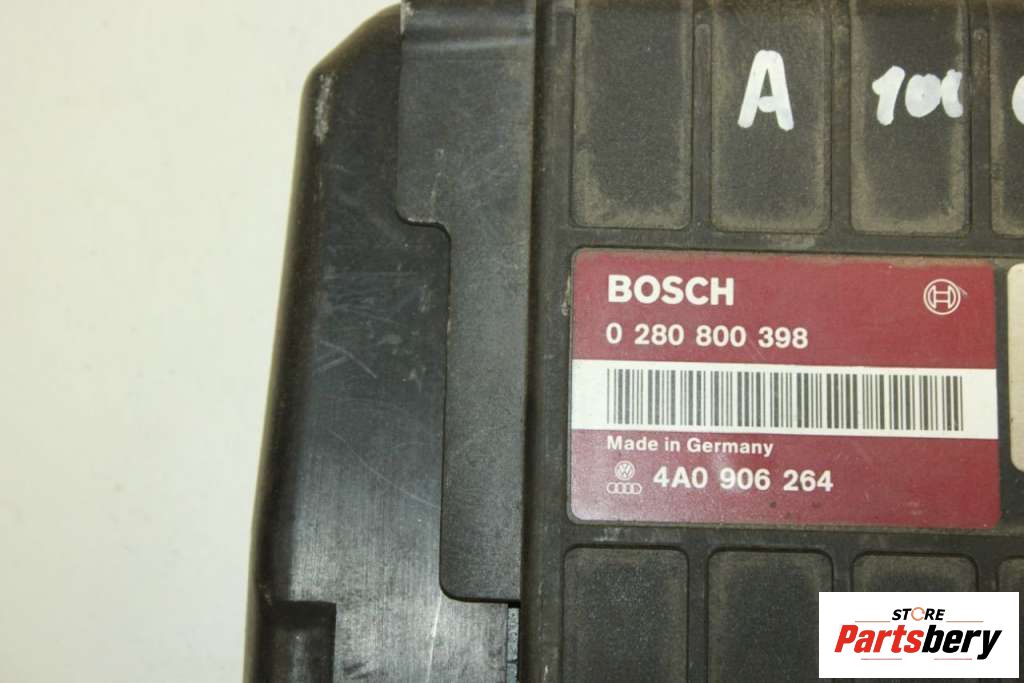 A 100
BOSCH
0 280 800 398
Made in Germany
4A0 906 264
STORE
Partsbery